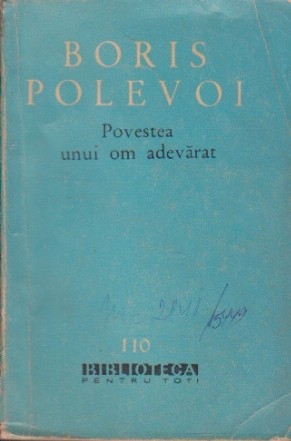 BORIS
POLEVOI
Povestea
unui om adevărat
110
BIBLIOTECA
PENTRU TOȚI